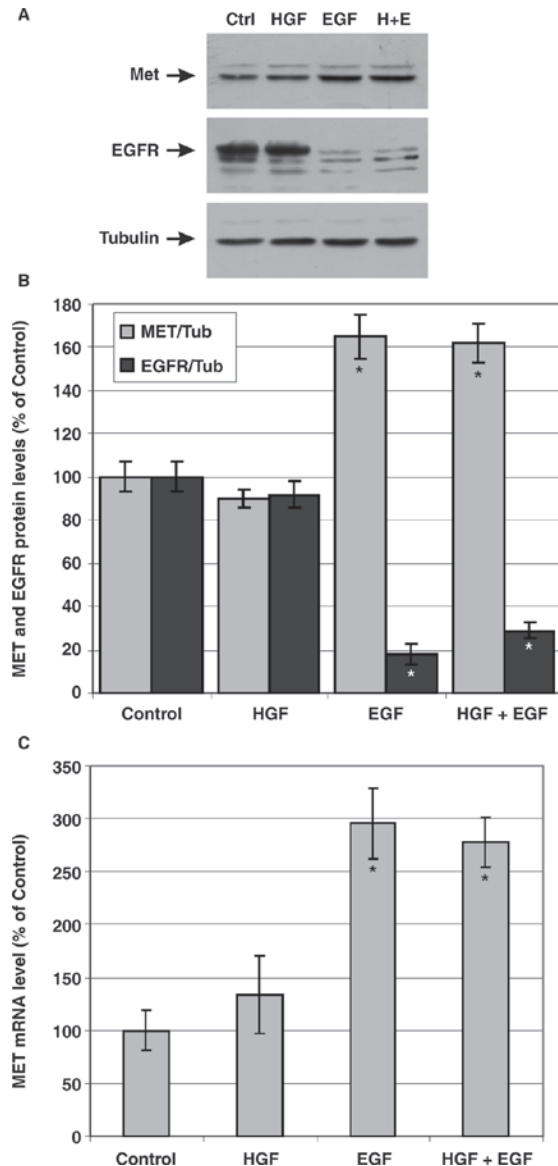 A
Ctrl HGF EGF H+E
Met
EGFR
Tubulin
B
MET and EGFR protein levels (% of Control)
180
160
140
120
100
80
60
40
20
0
MET/Tub
EGFR/Tub
*
*
*
*
Control HGF EGF HGF + EGF
C
MET mRNA level (% of Control)
350
300
250
200
150
100
50
0
*
*
Control HGF EGF HGF + EGF